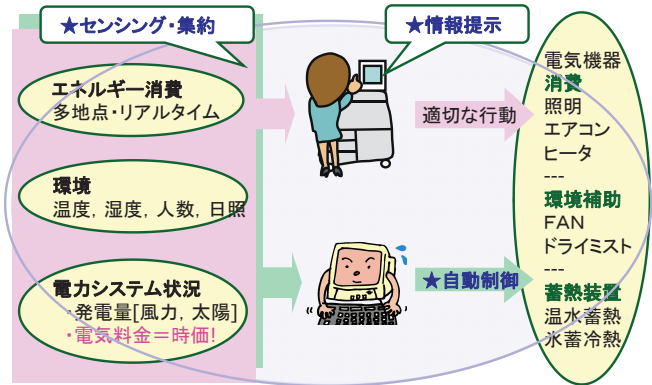 ★センシング・集約
★情報提示
エネルギー消費
多地点・リアルタイム
環境
温度, 湿度, 人数, 日照
電力システム状況
・発電量[風力, 太陽]
・電気料金＝時価!
適切な行動
★自動制御
電気機器
消費
照明
エアコン
ヒータ
---
環境補助
FAN
ドライミスト
---
蓄熱装置
温水蓄熱
氷蓄冷熱